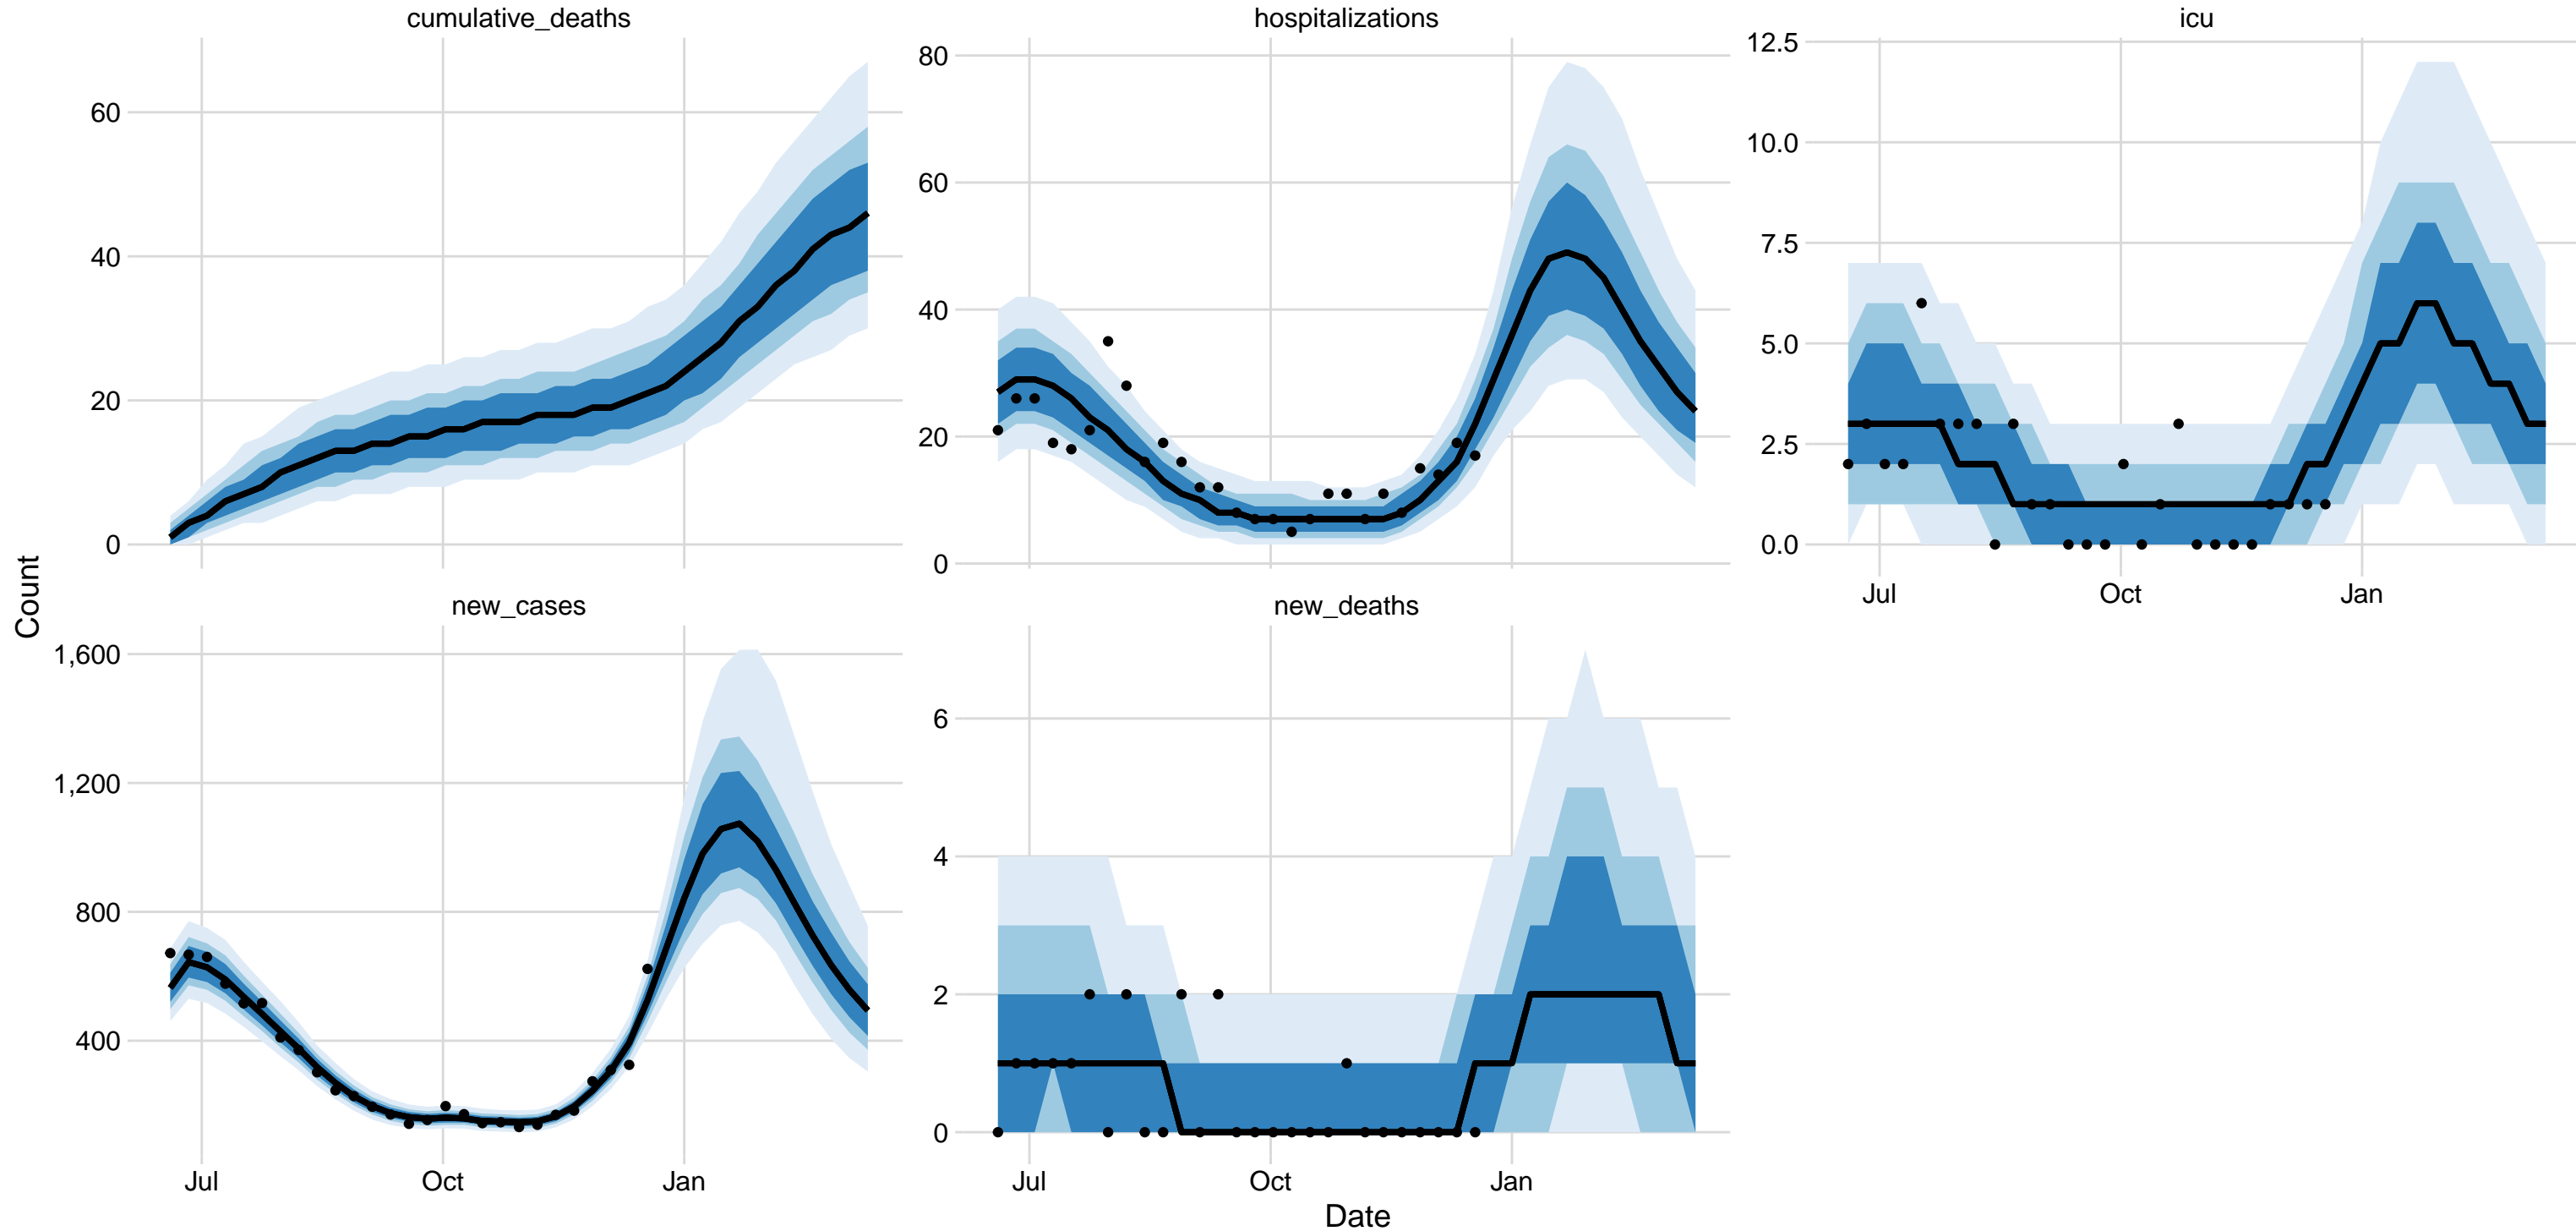 cumulative_deaths
60
40
20
0
hospitalizations
80
60
40
20
0
icu
12.5
10.0
7.5
5.0
2.5
0.0
Jul
Oct
Jan
Count
new_cases
1,600
1,200
800
400
Jul
Oct
Jan
new_deaths
6
4
2
0
Jul
Oct
Jan
Date